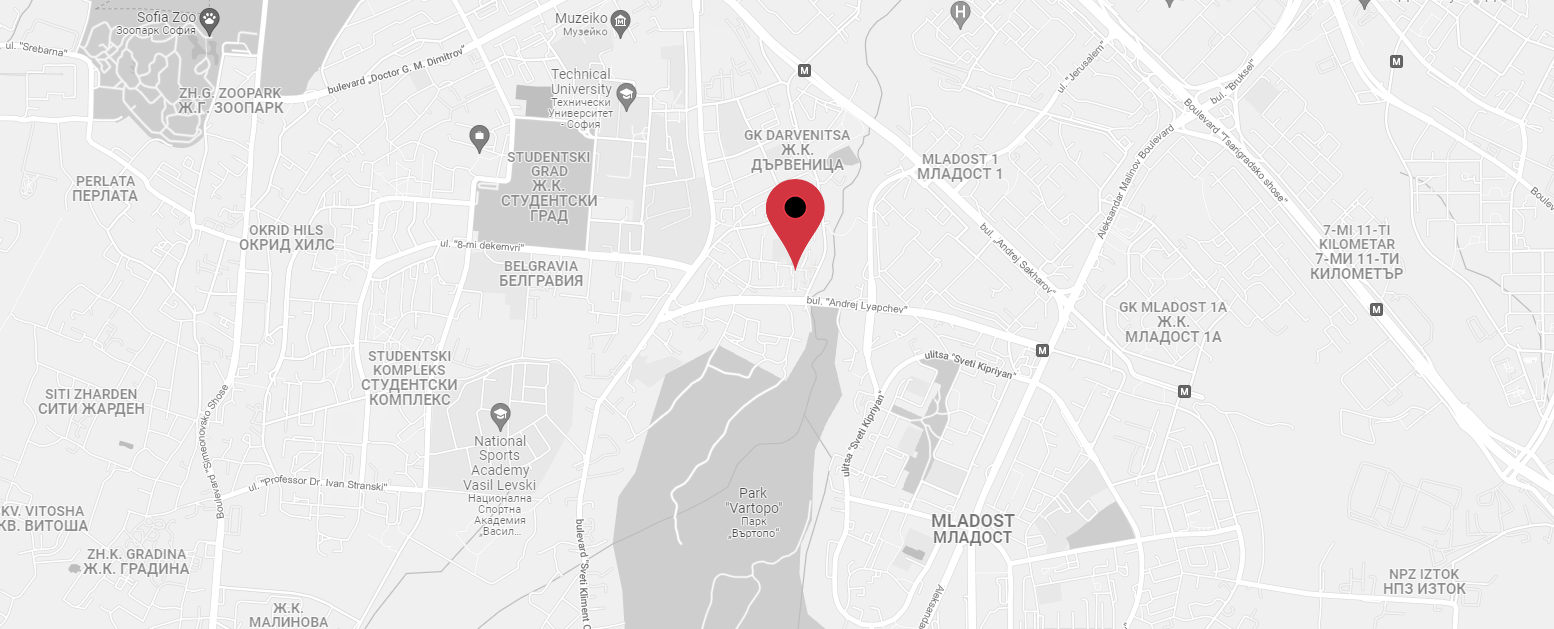 Sofia Zoo
Зоопарк София
ul. "Srebarna"
ZH.G. ZOOPARK
Ж.Г. ЗООПАРК
bulevard „Doctor G. M. Dimitrov"
Muzeiko
Музейко
Technical
University
Технически
Университет
- София
H
M
M
ul. "Jerusalem"
bul. "Bruksel"
Boulevard "Tsarigradsko shose"
Aleksandar Malinov Boulevard
GK DARVENITSA
Ж.К.
ДЪРВЕНИЦА
MLADOST 1
МЛАДОСТ 1
STUDENTSKI
GRAD
Ж.К.
СТУДЕНТСКИ
ГРАД
PERLATA
ПЕРЛАТА
OKRID HILS
ОКРИД ХИЛС
ul. "8-mi dekemvri"
BELGRAVIA
БЕЛГРАВИЯ
bul. „Andrej Sakharov"
7-MI 11-TI
KILOMETAR
7-МИ 11-ТИ
КИЛОМЕТЪР
bul. "Andrej Lyapchev"
GK MLADOST 1A
Ж.К.
МЛАДОСТ 1А
M
M
M
STUDENTSKI
KOMPLEKS
СТУДЕНТСКИ
КОМПЛЕКС
ulitsa "Sveti Kipriyan"
SITI ZHARDEN
СИТИ ЖАРДЕН
Boulevard "Simeonovsko Shose"
ulitsa "Sveti Kipriyan"
National
Sports
Academy
Vasil Levski
Национална
Спортна
Академия
„Васил...
ul. "Professor Dr. Ivan Stranski"
Park
"Vartopo"
Парк
„Въртопо"
KV. VITOSHA
КВ. ВИТОША
MLADOST
МЛАДОСТ
bulevard "Sveti Kliment O
ZH.K. GRADINA
Ж.К. ГРАДИНА
NPZ IZTOK
НПЗ ИЗТОК
Ж.К.
МАЛИНОВА
Aleksanda
Boulev